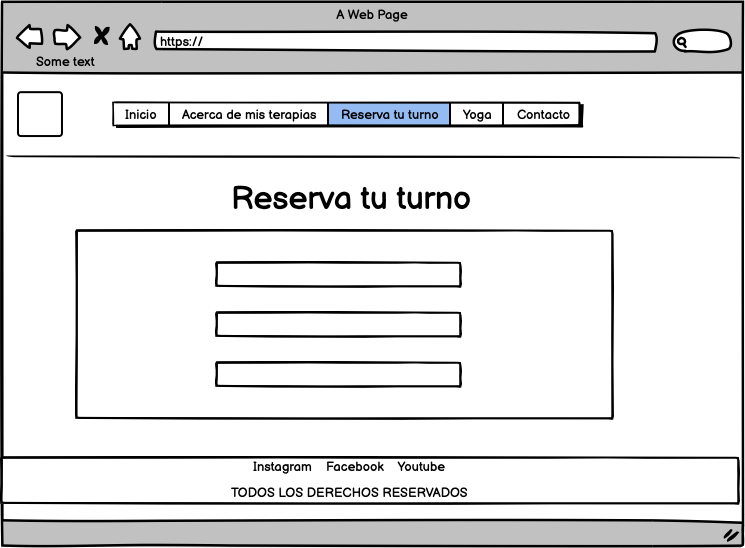 A Web Page
https://
Some text
Inicio Acerca de mis terapias Reserva tu turno Yoga Contacto
Reserva tu turno
Instagram Facebook Youtube
TODOS LOS DERECHOS RESERVADOS